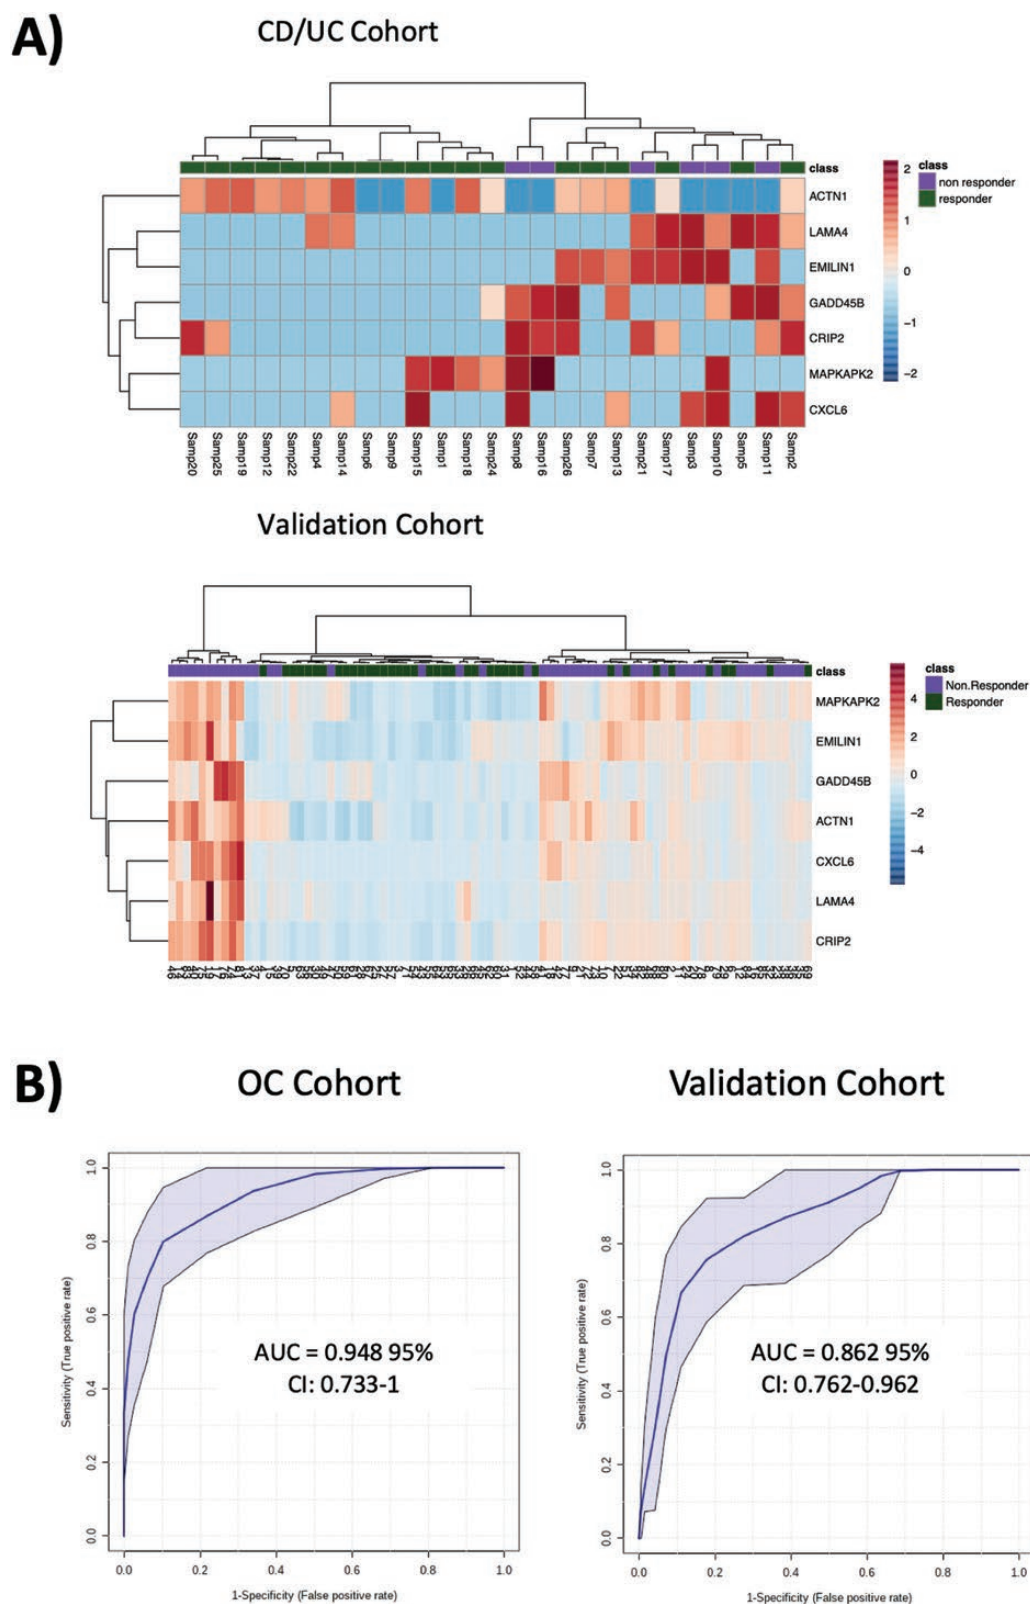 A)
CD/UC Cohort
class
ACTN1
LAMA4
EMILIN1
GADD45B
CRIP2
MAPKAPK2
CXCL6
Samp20 Samp25 Samp19 Samp12 Samp22 Samp4 Samp14 Samp6 Samp9 Samp15 Samp1 Samp18 Samp24 Samp8 Samp16 Samp26 Samp7 Samp13 Samp21 Samp17 Samp3 Samp10 Samp5 Samp11 Samp2
2
1
0
−1
−2
class
non responder
responder
Validation Cohort
class
MAPKAPK2
EMILIN1
GADD45B
ACTN1
CXCL6
LAMA4
CRIP2
4
2
0
−2
−4
class
Non.Responder
Responder
B)
OC Cohort
Sensitivity (True positive rate)
1.0
0.8
0.6
0.4
0.2
0.0
AUC = 0.948 95%
CI: 0.733-1
0.0 0.2 0.4 0.6 0.8 1.0
1-Specificity (False positive rate)
Validation Cohort
Sensitivity (True positive rate)
1.0
0.8
0.6
0.4
0.2
0.0
AUC = 0.862 95%
CI: 0.762-0.962
0.0 0.2 0.4 0.6 0.8 1.0
1-Specificity (False positive rate)